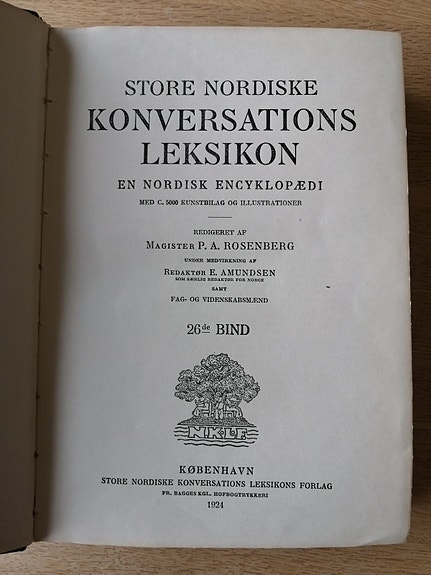 STORE NORDISKE
KONVERSATIONS
LEKSIKON
EN NORDISK ENCYKLOPÆDI
MED C. 5000 KUNSTBILAG OG ILLUSTRATIONER
REDIGERET AF
MAGISTER P. A. ROSENBERG
UNDER MEDVIRKNING AF
REDAKTØR E. AMUNDSEN
SOM SÆRLIG REDAKTØR FOR NORGE
SAMT
FAG- OG VIDENSKABSMÆND
26de BIND
N.K.L.F.
KØBENHAVN
STORE NORDISKE KONVERSATIONS LEKSIKONS FORLAG
FR. BAGGES KGL. HOFBOGTRYKKERI
1924